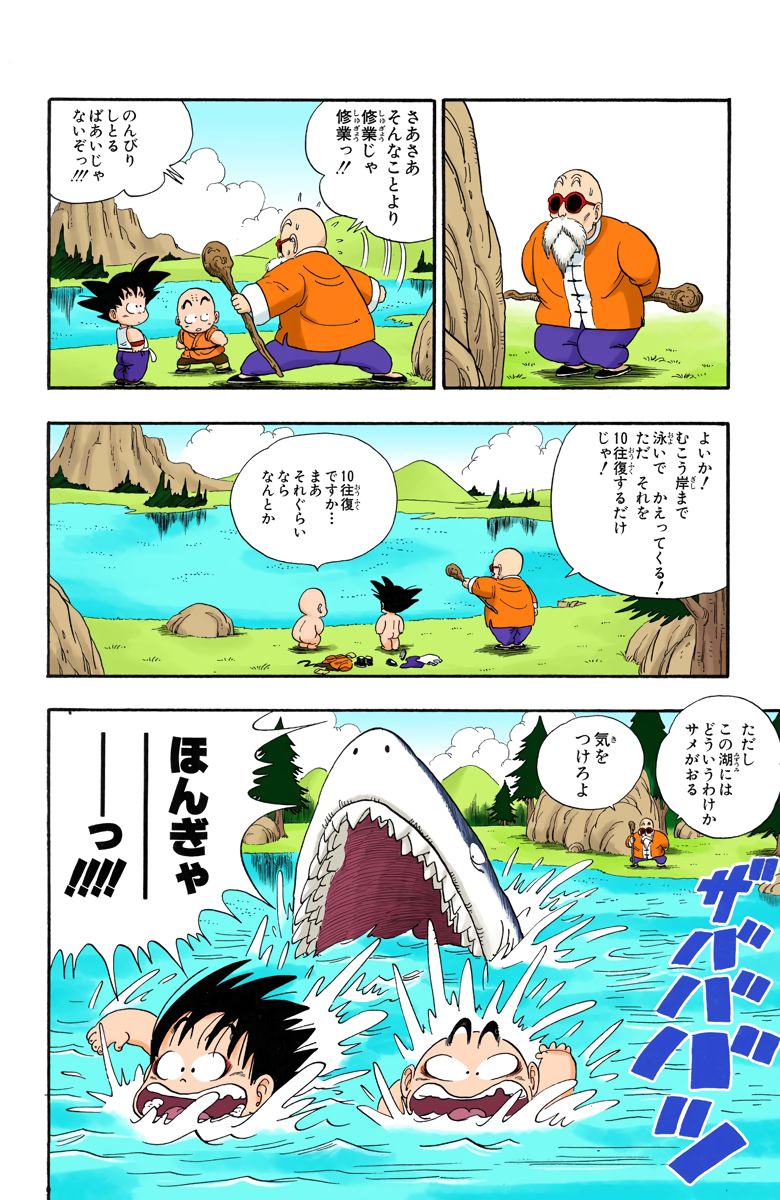 さあさあ
そんなことより
修業じゃ
修業っ!!
のんびり
しとる
ばあいじゃ
ないぞっ!!!
よいか!
むこう岸まで
泳いで かえってくる!
ただ それを
10往復するだけ
じゃ!
10往復
ですか…
まあ
それぐらい
なら
なんとか
ただし
この湖には
どういうわけか
サメがおる
気を
つけろよ
ザババババッ
ほんぎゃ
――っ!!!!